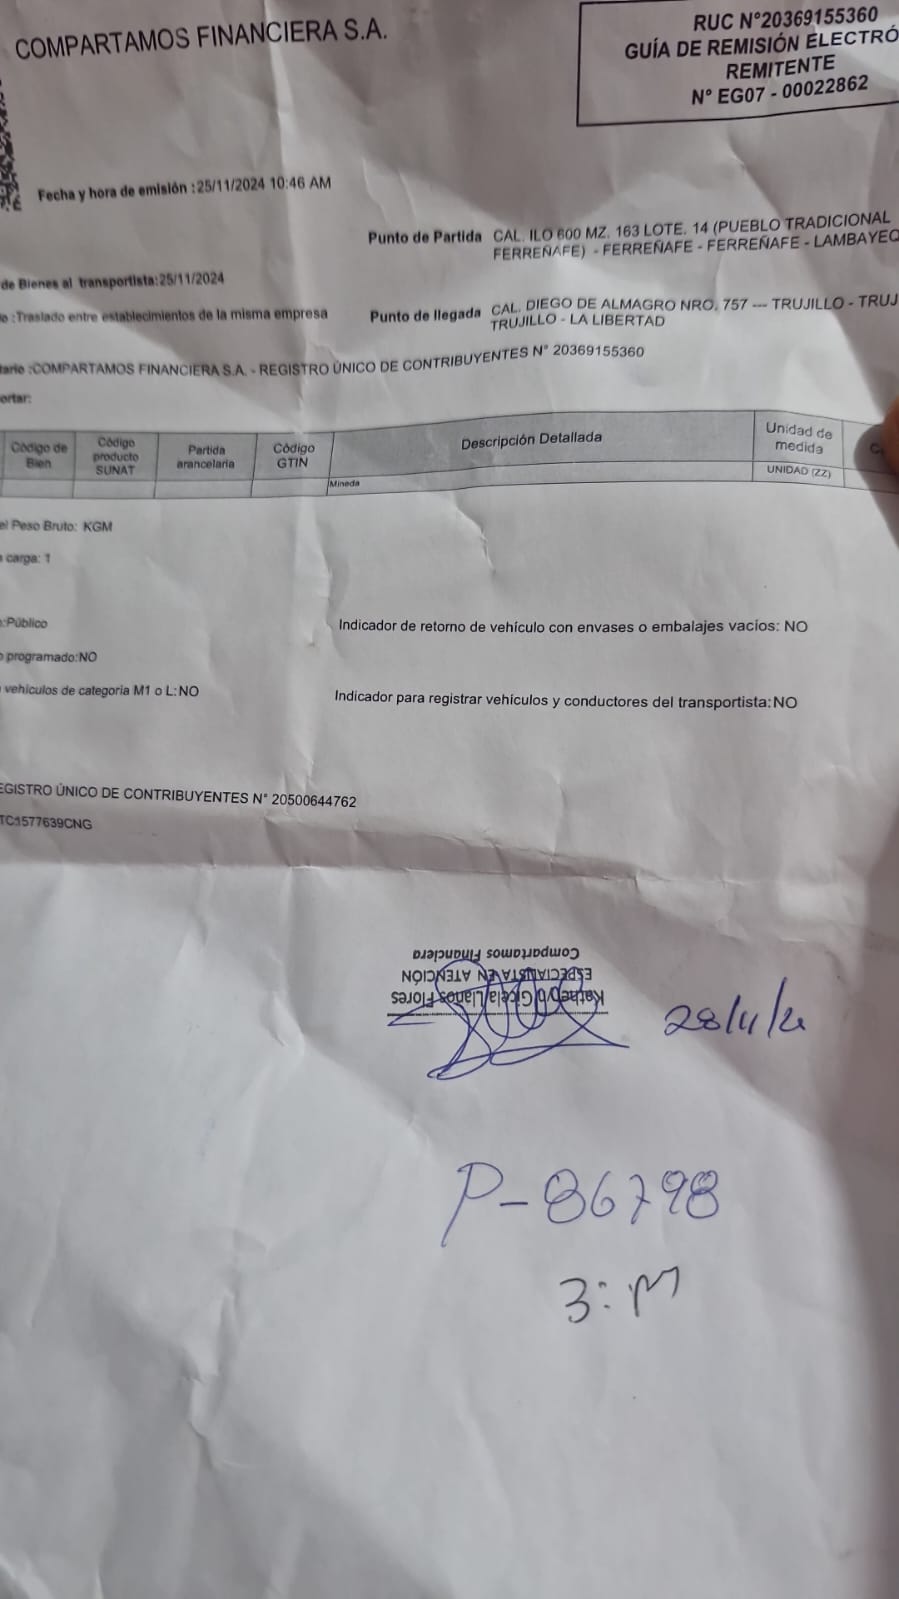 COMPARTAMOS FINANCIERA S.A.
RUC N°20369155360
GUÍA DE REMISIÓN ELECTRÓ
REMITENTE
N° EG07 - 00022862
Fecha y hora de emisión :25/11/2024 10:46 AM
Punto de Partida CAL. ILO 600 MZ. 163 LOTE. 14 (PUEBLO TRADICIONAL
FERREÑAFE) - FERREÑAFE - FERREÑAFE - LAMBAYEQ
de Bienes al transportista:25/11/2024
o :Traslado entre establecimientos de la misma empresa
Punto de llegada CAL. DIEGO DE ALMAGRO NRO. 757 --- TRUJILLO - TRUJ
TRUJILLO - LA LIBERTAD
tario :COMPARTAMOS FINANCIERA S.A. - REGISTRO ÚNICO DE CONTRIBUYENTES N° 20369155360
ortar:
Código de Bien
Código producto SUNAT
Partida arancelaria
Código GTIN
Descripción Detallada
Unidad de medida
Mineda
UNIDAD (ZZ)
el Peso Bruto: KGM
a carga: 1
o:Público
Indicador de retorno de vehículo con envases o embalajes vacíos: NO
o programado:NO
vehículos de categoria M1 o L:NO
Indicador para registrar vehículos y conductores del transportista:NO
EGISTRO ÚNICO DE CONTRIBUYENTES N° 20500644762
TC1577639CNG
Compartamos Financiera
ESPECIALISTA EN ATENCIÓN
Gicela Llanos Flores
28/11/24
P-86798
3: M